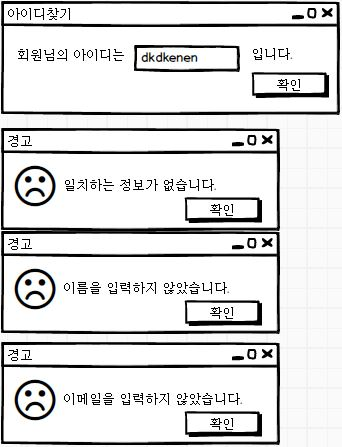 아이디찾기
회원님의 아이디는 dkdkenen 입니다.
확인
경고
일치하는 정보가 없습니다.
확인
경고
이름을 입력하지 않았습니다.
확인
경고
이메일을 입력하지 않았습니다.
확인